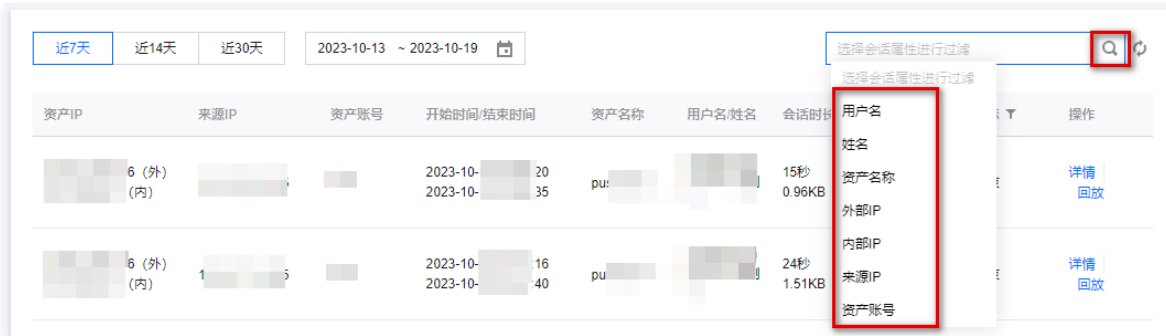 近7天 近14天 近30天 2023-10-13 ~ 2023-10-19 选择会话属性进行过滤
选择会话属性进行过滤
资产IP 来源IP 资产账号 开始时间/结束时间 资产名称 用户名/姓名 会话时长 操作
用户名
姓名
资产名称
外部IP
内部IP
来源IP
资产账号
6（外） 2023-10- 20 15秒 详情
（内） 2023-10- 35 0.96KB 回放
6（外） 2023-10- :16 24秒 详情
（内） 2023-10- :40 1.51KB 回放